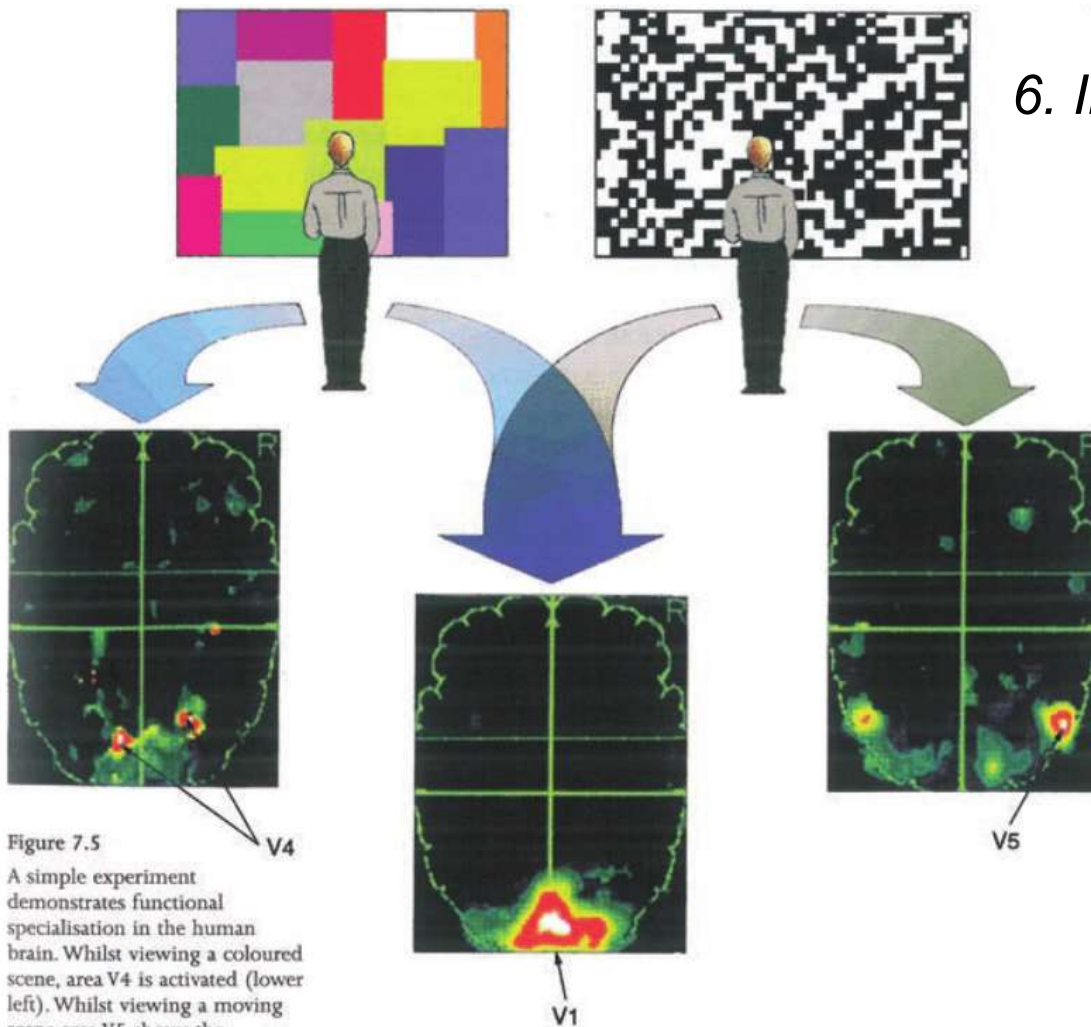 6. I
R
R
R
V4
V5
V1
Figure 7.5
A simple experiment
demonstrates functional
specialisation in the human
brain. Whilst viewing a coloured
scene, area V4 is activated (lower
left). Whilst viewing a moving